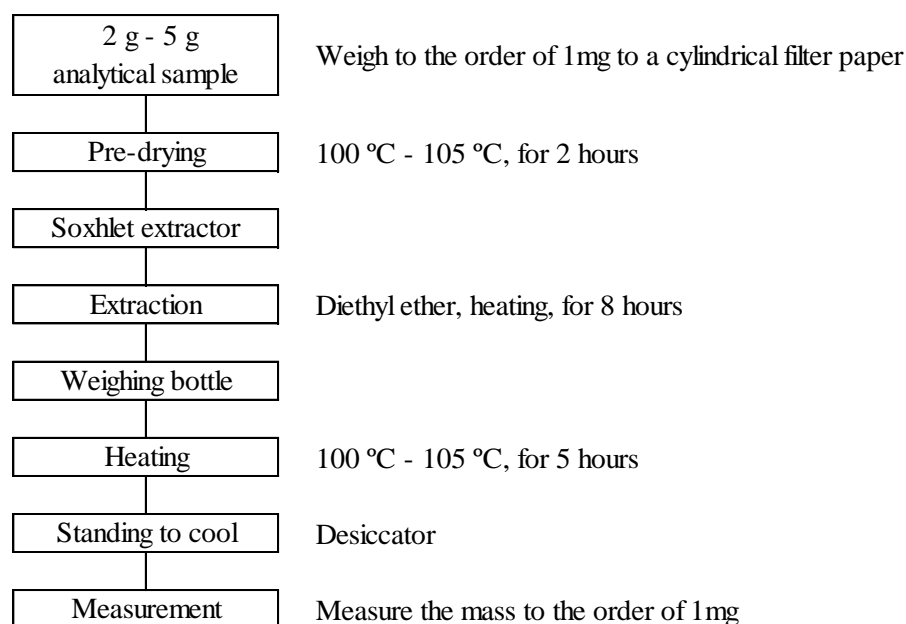 2 g - 5 g
analytical sample
Weigh to the order of 1mg to a cylindrical filter paper
Pre-drying
100 ºC - 105 ºC, for 2 hours
Soxhlet extractor
Extraction
Diethyl ether, heating, for 8 hours
Weighing bottle
Heating
100 ºC - 105 ºC, for 5 hours
Standing to cool
Desiccator
Measurement
Measure the mass to the order of 1mg